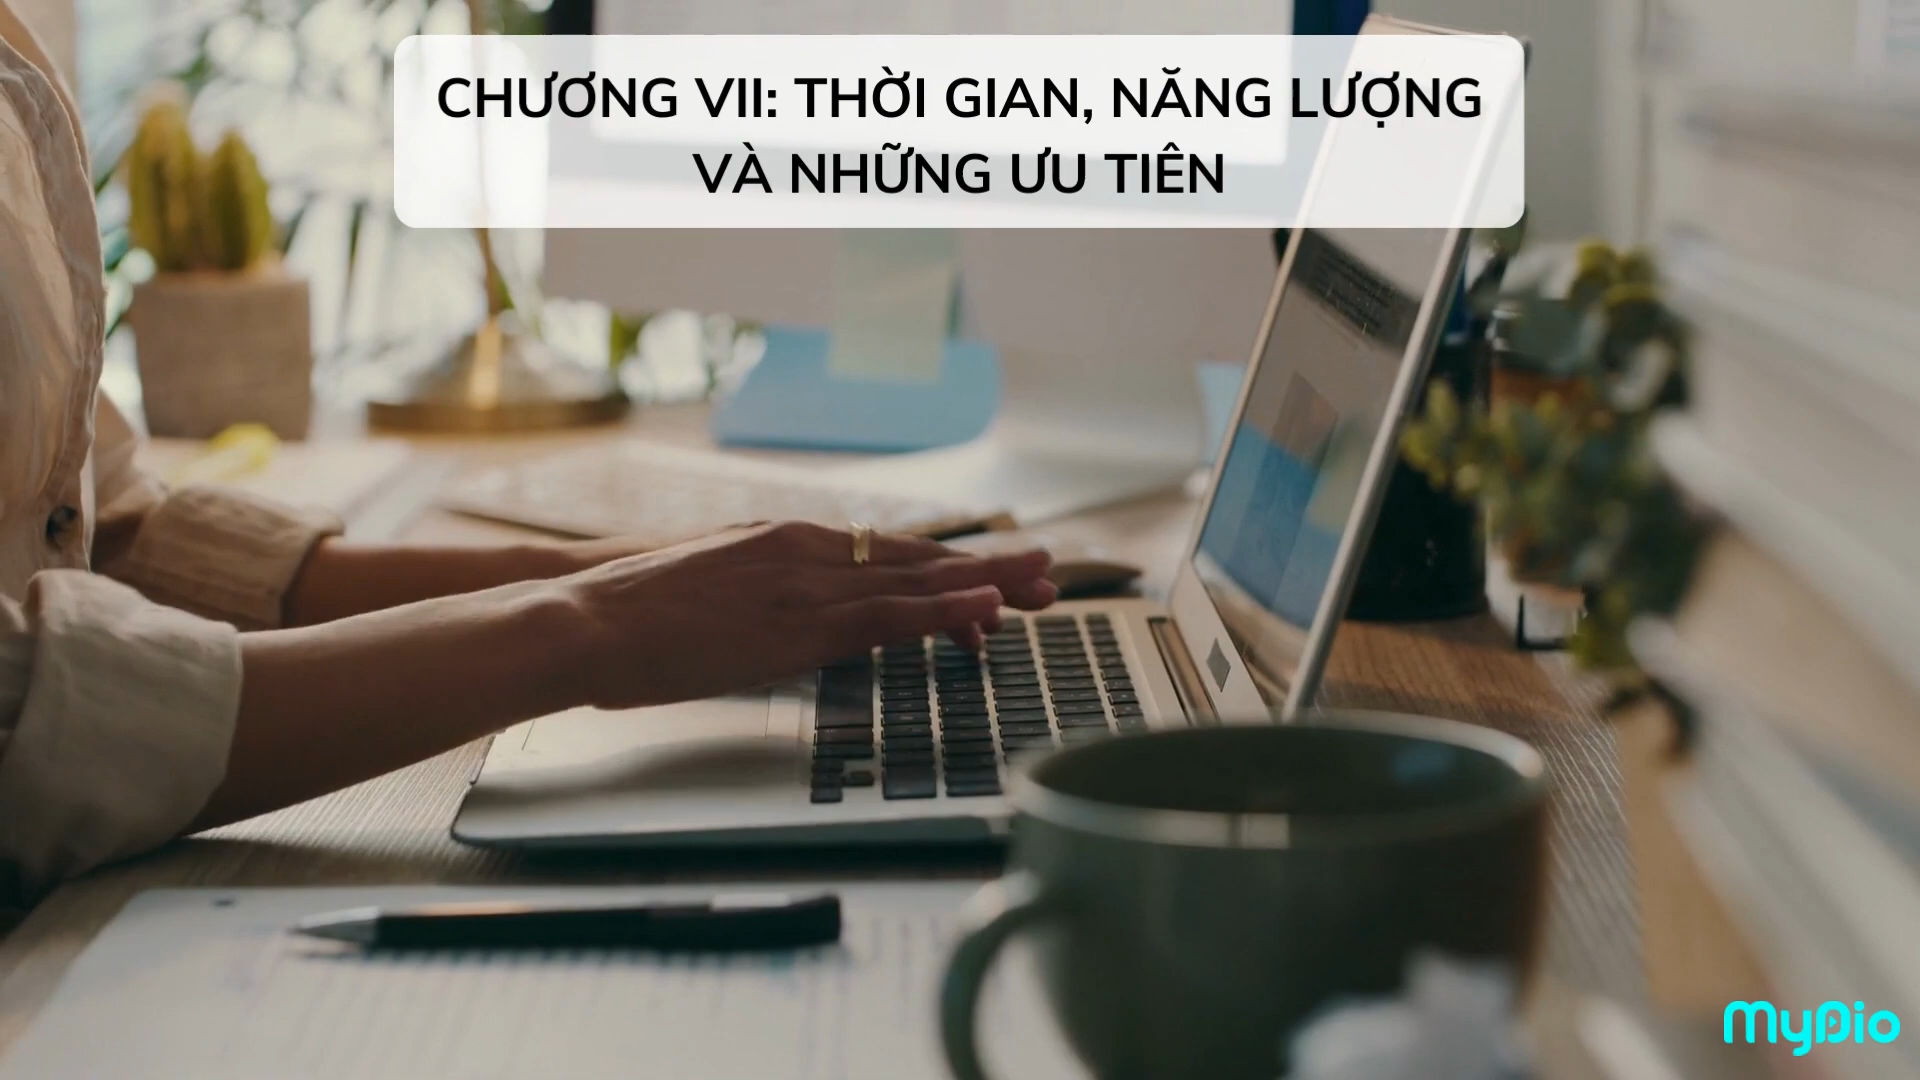 CHƯƠNG VII: THỜI GIAN, NĂNG LƯỢNG
VÀ NHỮNG ƯU TIÊN
MyDio